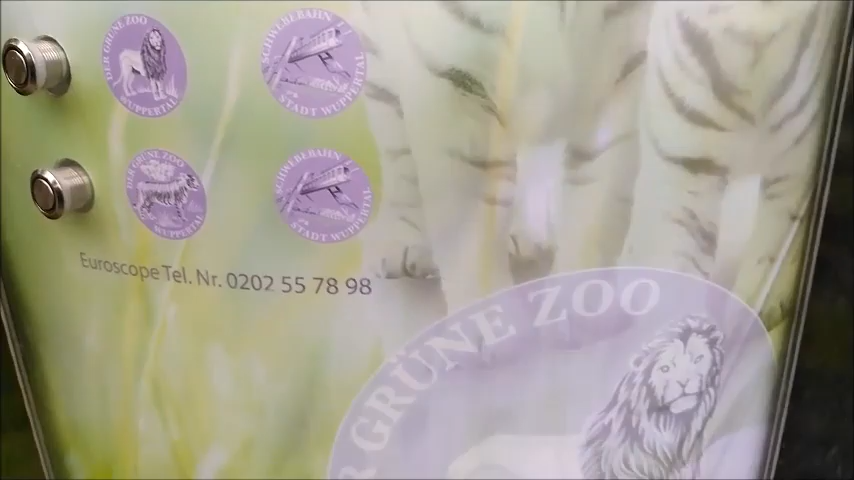 DER GRÜNE ZOO
WUPPERTAL
SCHWEBEBAHN
STADT WUPPERTAL
DER GRÜNE ZOO
WUPPERTAL
SCHWEBEBAHN
STADT WUPPERTAL
Euroscope Tel. Nr. 0202 55 78 98
GRÜNE ZOO